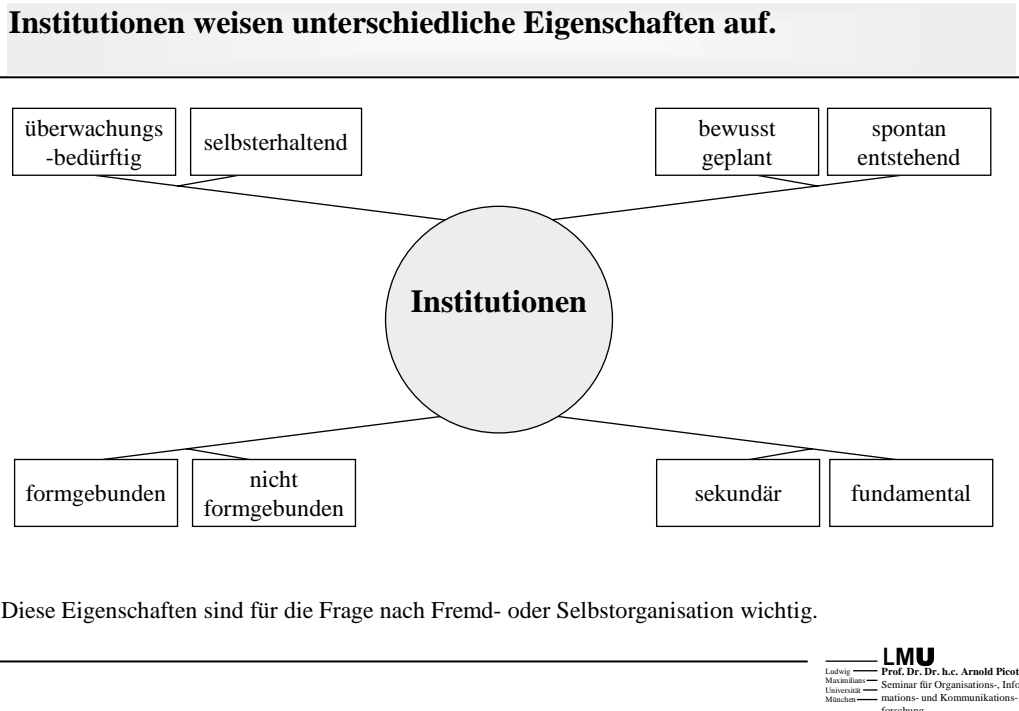 Institutionen weisen unterschiedliche Eigenschaften auf.
überwachungs
-bedürftig
selbsterhaltend
bewusst
geplant
spontan
entstehend
Institutionen
formgebunden
nicht
formgebunden
sekundär
fundamental
Diese Eigenschaften sind für die Frage nach Fremd- oder Selbstorganisation wichtig.
LMU
Ludwig
Maximilians
Universität
München
Prof. Dr. Dr. h.c. Arnold Picot
Seminar für Organisations-, Info
mations- und Kommunikations-
forschung